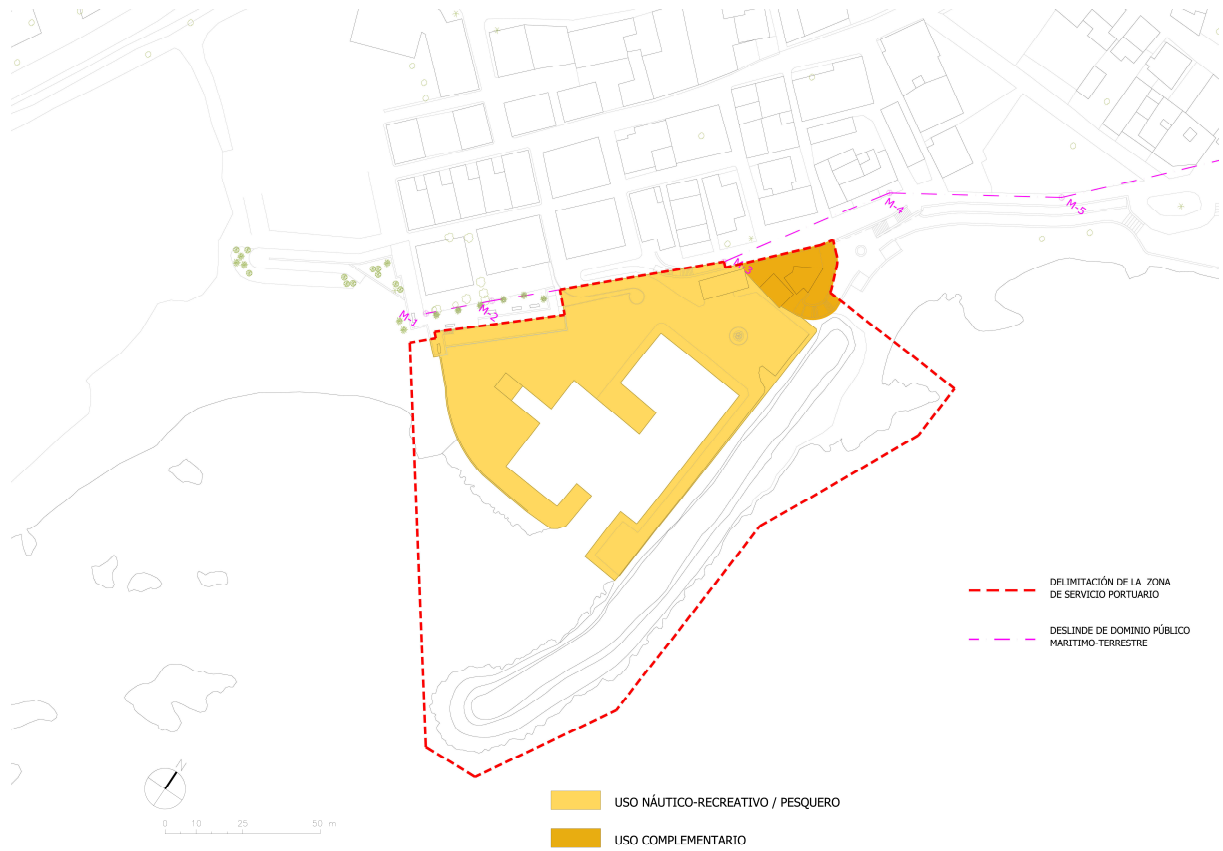 M-1
M-2
M-3
M-4
M-5
DELIMITACIÓN DE LA ZONA
DE SERVICIO PORTUARIO
DESLINDE DE DOMINIO PÚBLICO
MARITIMO-TERRESTRE
N
0 10 25 50 m
USO NÁUTICO-RECREATIVO / PESQUERO
USO COMPLEMENTARIO